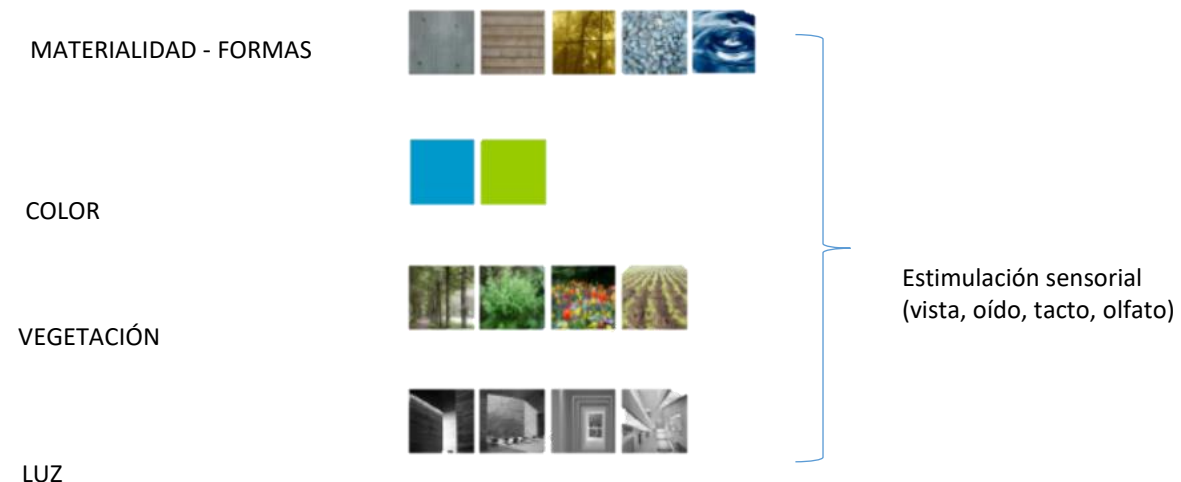 MATERIALIDAD - FORMAS
COLOR
VEGETACIÓN
LUZ
Estimulación sensorial
(vista, oído, tacto, olfato)